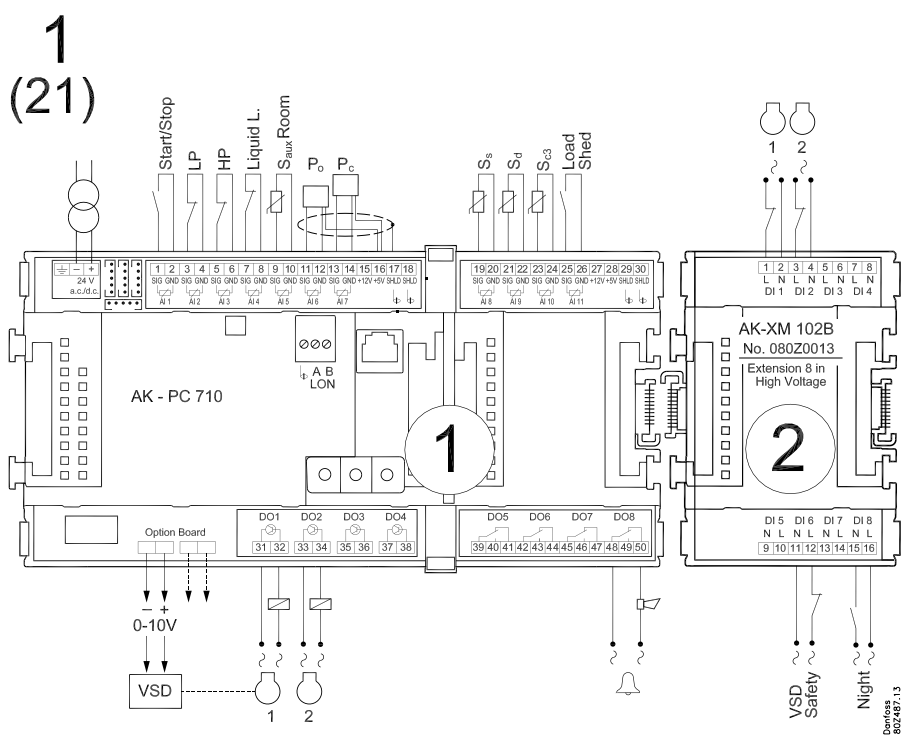 1
(21)
Start/Stop
LP
HP
Liquid L.
Saux Room
Po
Pc
Ss
Sd
Sc3
Load
Shed
1 2
− +
24 V
a.c./d.c.
1 2 3 4 5 6 7 8 9 10 11 12 13 14 15 16 17 18
SIG GND SIG GND SIG GND SIG GND SIG GND SIG GND SIG GND +12V +5V SHLD SHLD
AI 1 AI 2 AI 3 AI 4 AI 5 AI 6 AI 7
19 20 21 22 23 24 25 26 27 28 29 30
SIG GND SIG GND SIG GND SIG GND +12V +5V SHLD SHLD
AI 8 AI 9 AI 10 AI 11
1 2 3 4 5 6 7 8
L N L N L N L N
DI 1 DI 2 DI 3 DI 4
AK-XM 102B
No. 080Z0013
Extension 8 in
High Voltage
A B
LON
AK - PC 710
1
2
Option Board
DO1 DO2 DO3 DO4
31 32 33 34 35 36 37 38
DO5 DO6 DO7 DO8
39 40 41 42 43 44 45 46 47 48 49 50
DI 5 DI 6 DI 7 DI 8
N L N L N L N L
9 10 11 12 13 14 15 16
− +
0-10V
VSD
1 2
VSD
Safety
Night
Danfoss
80Z487.13